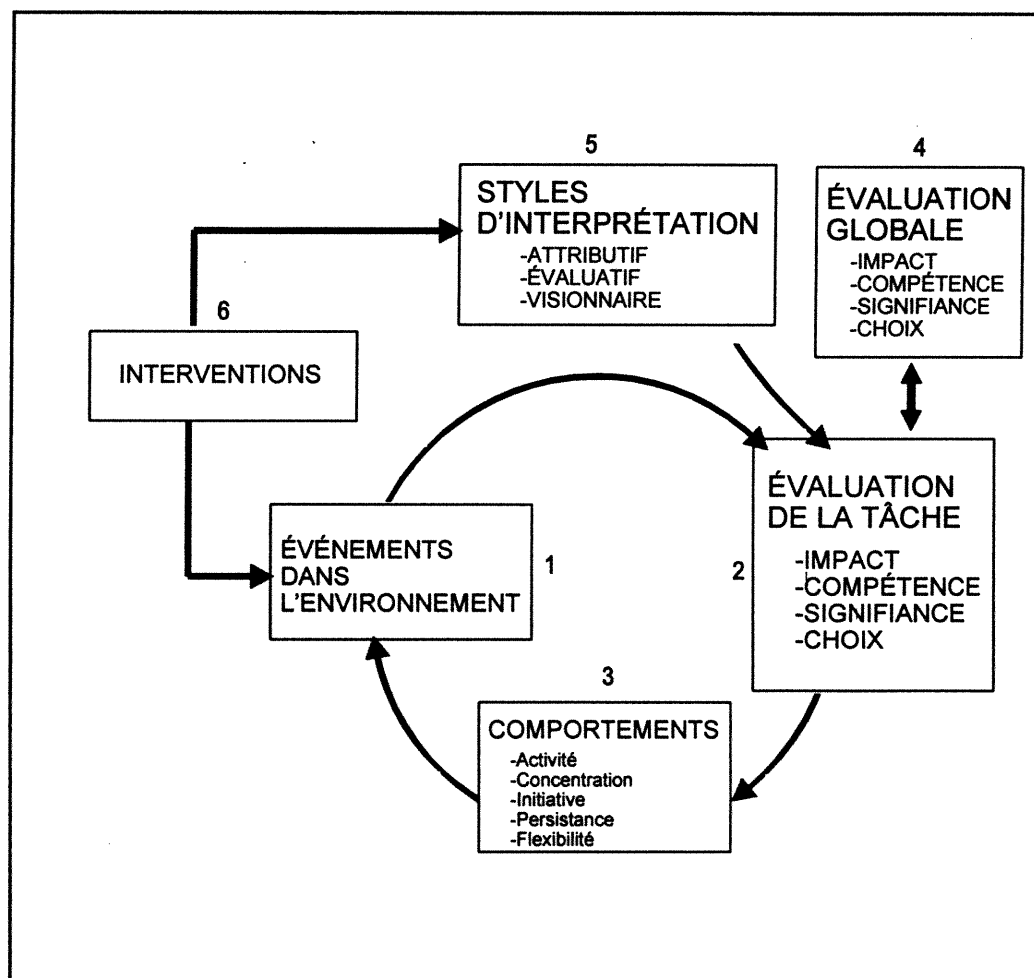 5
STYLES
D'INTERPRÉTATION
-ATTRIBUTIF
-ÉVALUATIF
-VISIONNAIRE
4
ÉVALUATION
GLOBALE
-IMPACT
-COMPÉTENCE
-SIGNIFIANCE
-CHOIX
6
INTERVENTIONS
1
ÉVÉNEMENTS
DANS
L'ENVIRONNEMENT
2
ÉVALUATION
DE LA TÂCHE
-IMPACT
-COMPÉTENCE
-SIGNIFIANCE
-CHOIX
3
COMPORTEMENTS
-Activité
-Concentration
-Initiative
-Persistance
-Flexibilité